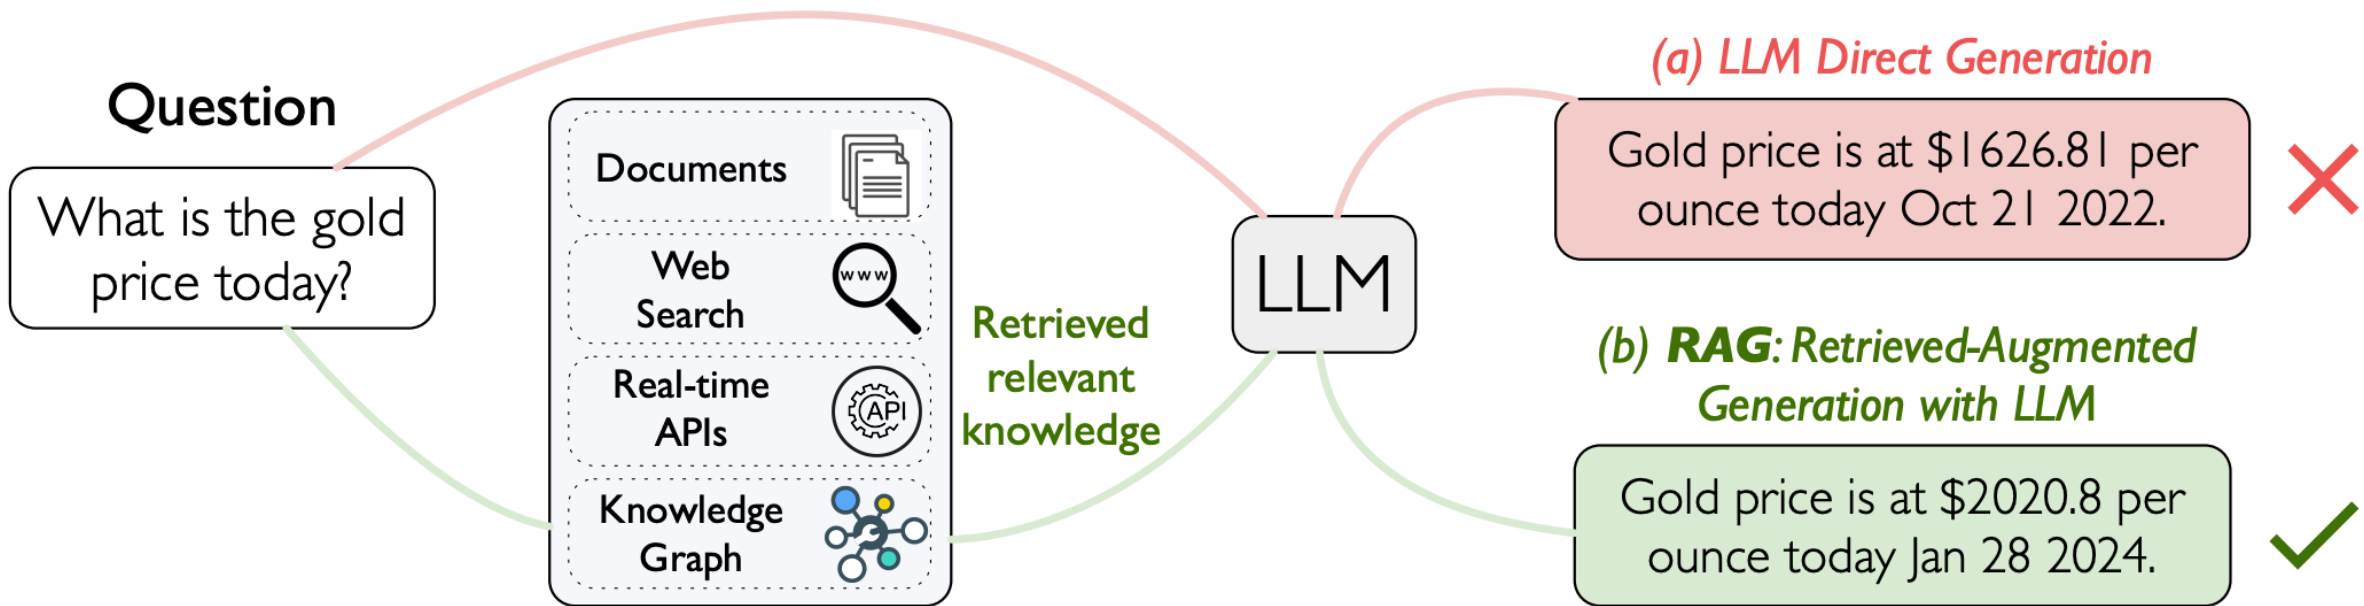 Question
What is the gold
price today?
Documents
Web
Search
www
Real-time
APIs
API
Knowledge
Graph
Retrieved
relevant
knowledge
LLM
(a) LLM Direct Generation
Gold price is at $1626.81 per
ounce today Oct 21 2022.
(b) RAG: Retrieved-Augmented
Generation with LLM
Gold price is at $2020.8 per
ounce today Jan 28 2024.